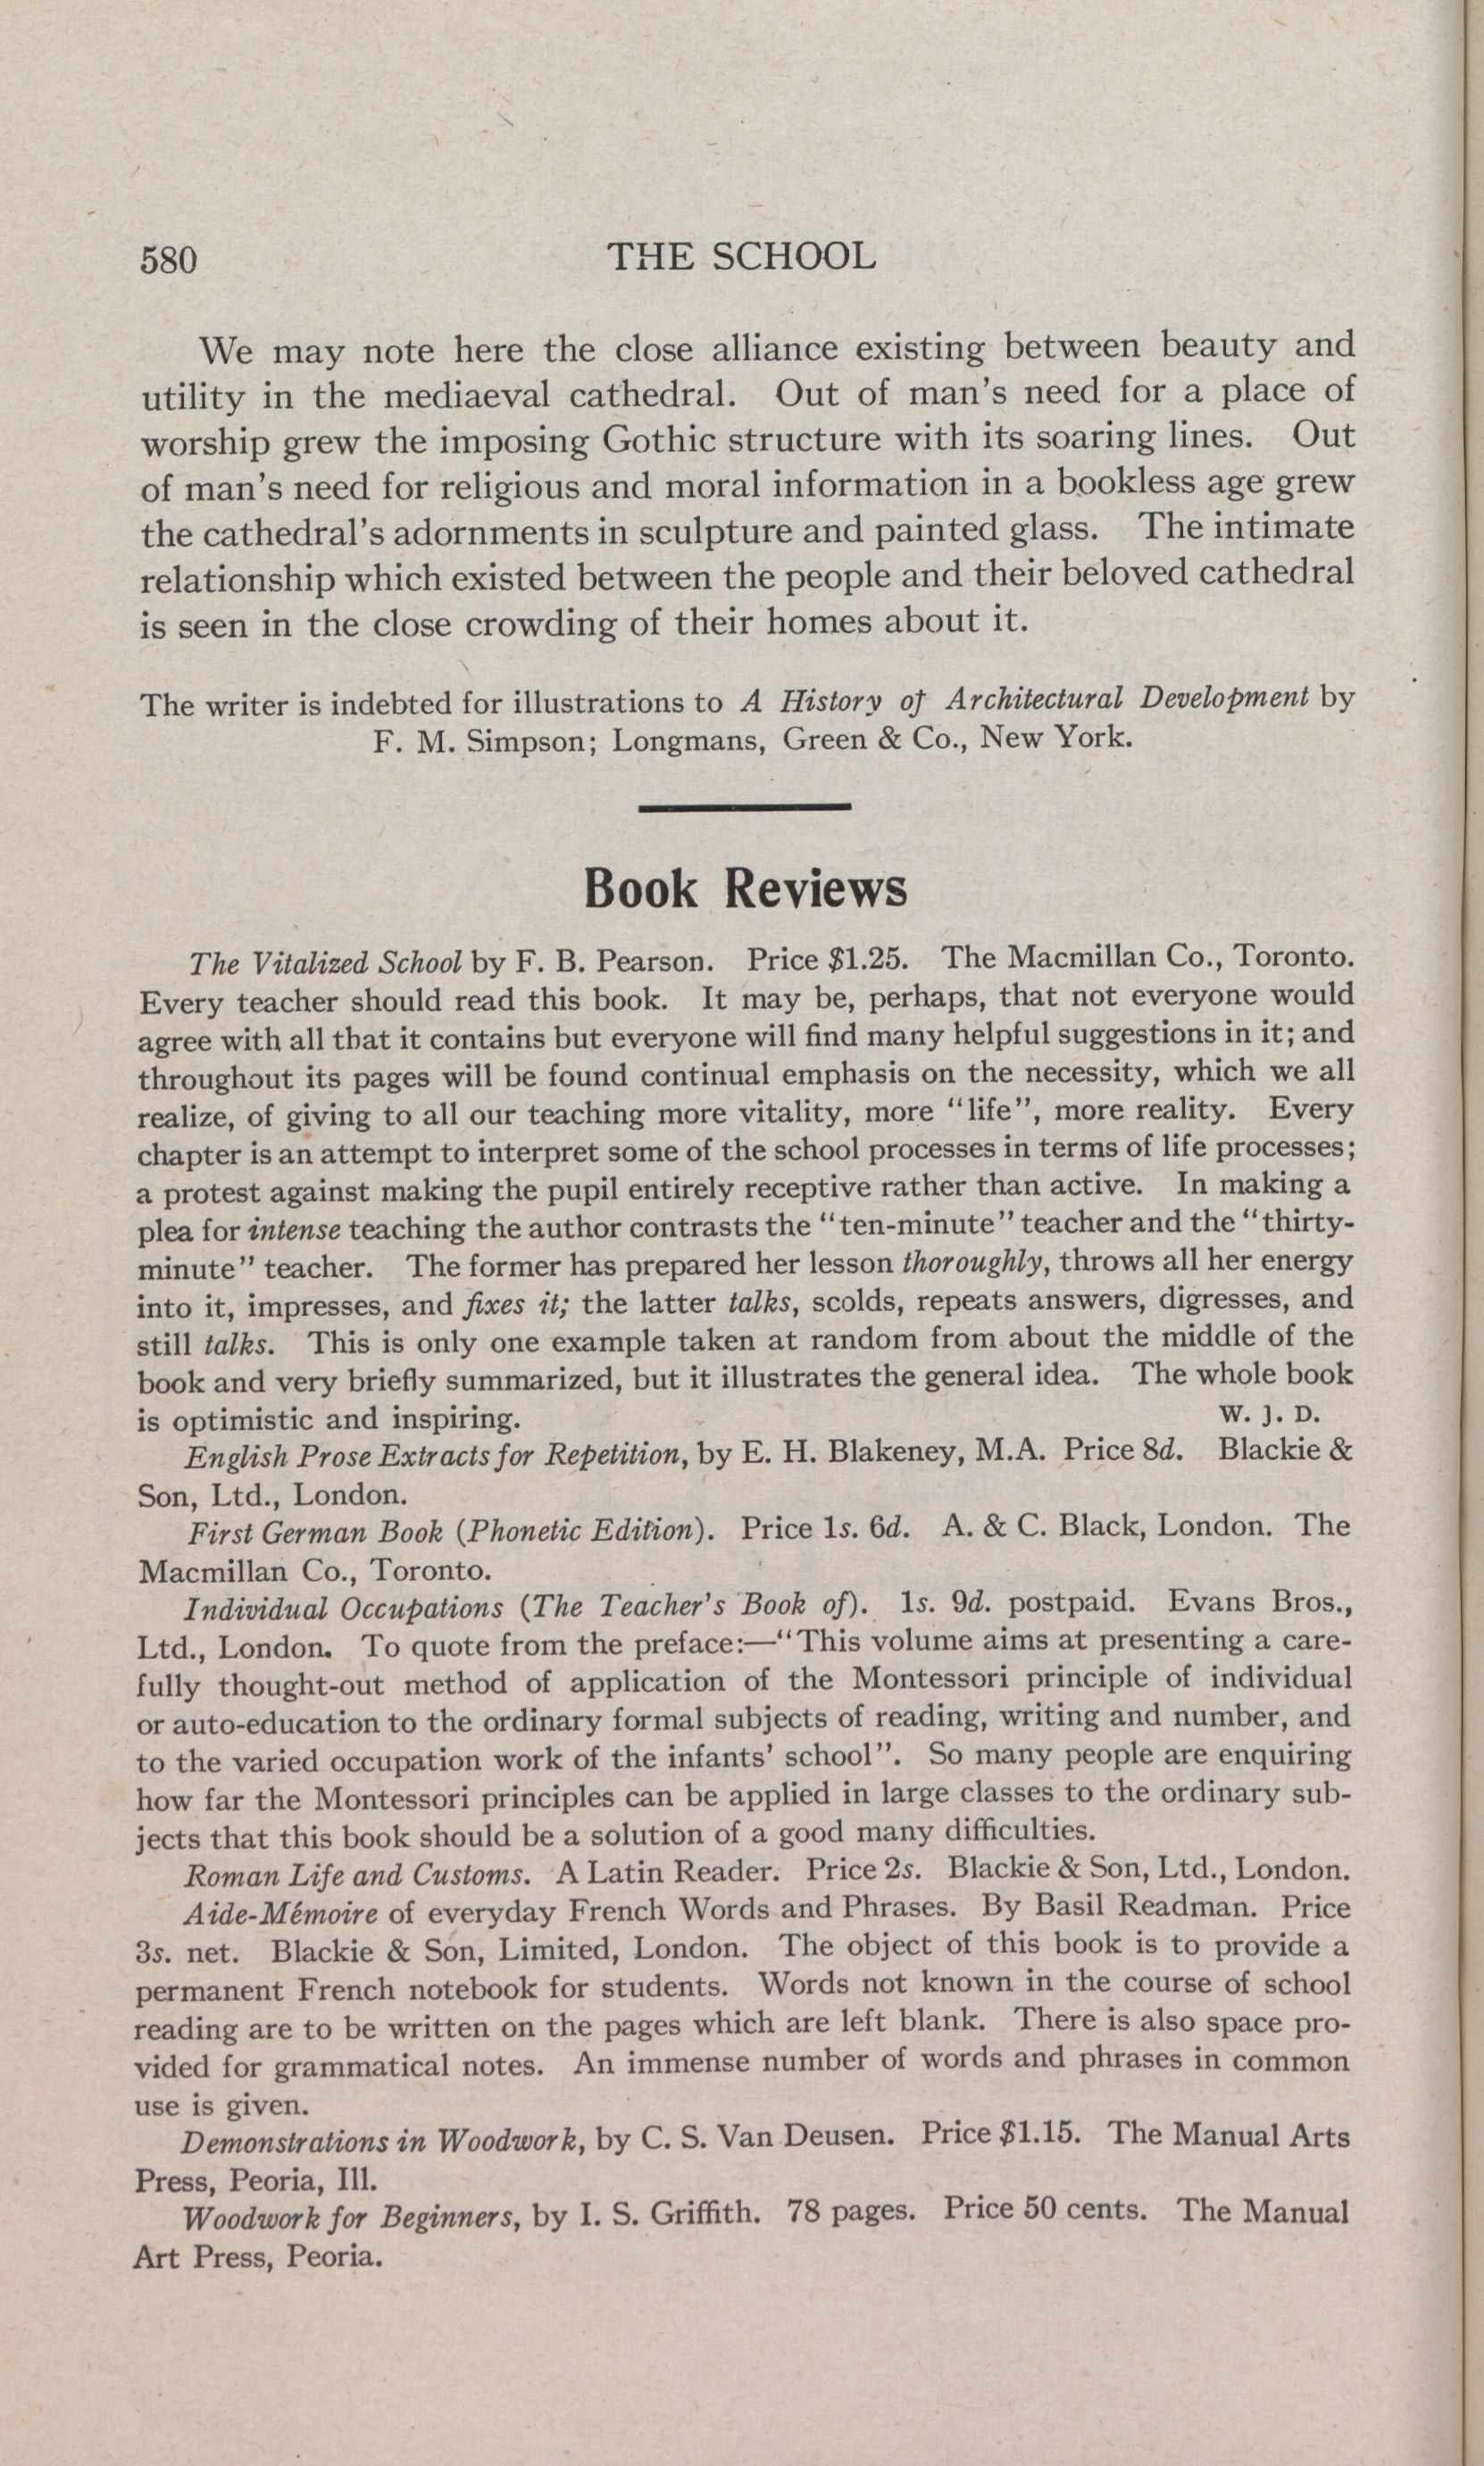 580
THE SCHOOL
We may note here the close alliance existing between beauty and
utility in the mediaeval cathedral. Out of man's need for a place of
worship grew the imposing Gothic structure with its soaring lines. Out
of man's need for religious and moral information in a bookless age grew
the cathedral's adornments in sculpture and painted glass. The intimate
relationship which existed between the people and their beloved cathedral
is seen in the close crowding of their homes about it.
The writer is indebted for illustrations to A History of Architectural Development by
F. M. Simpson; Longmans, Green & Co., New York.
Book Reviews
The Vitalized School by F. B. Pearson. Price $1.25. The Macmillan Co., Toronto.
Every teacher should read this book. It may be, perhaps, that not everyone would
agree with all that it contains but everyone will find many helpful suggestions in it; and
throughout its pages will be found continual emphasis on the necessity, which we all
realize, of giving to all our teaching more vitality, more "life", more reality. Every
chapter is an attempt to interpret some of the school processes in terms of life processes;
a protest against making the pupil entirely receptive rather than active. In making a
plea for intense teaching the author contrasts the "ten-minute" teacher and the "thirty-
minute" teacher. The former has prepared her lesson thoroughly, throws all her energy
into it, impresses, and fixes it; the latter talks, scolds, repeats answers, digresses, and
still talks. This is only one example taken at random from about the middle of the
book and very briefly summarized, but it illustrates the general idea. The whole book
is optimistic and inspiring. W. J. D.
English Prose Extracts for Repetition, by E. H. Blakeney, M.A. Price 8d. Blackie &
Son, Ltd., London.
First German Book (Phonetic Edition). Price 1s. 6d. A. & C. Black, London. The
Macmillan Co., Toronto.
Individual Occupations (The Teacher's Book of). 1s. 9d. postpaid. Evans Bros.,
Ltd., London. To quote from the preface:—"This volume aims at presenting a care-
fully thought-out method of application of the Montessori principle of individual
or auto-education to the ordinary formal subjects of reading, writing and number, and
to the varied occupation work of the infants' school". So many people are enquiring
how far the Montessori principles can be applied in large classes to the ordinary sub-
jects that this book should be a solution of a good many difficulties.
Roman Life and Customs. A Latin Reader. Price 2s. Blackie & Son, Ltd., London.
Aide-Mémoire of everyday French Words and Phrases. By Basil Readman. Price
3s. net. Blackie & Son, Limited, London. The object of this book is to provide a
permanent French notebook for students. Words not known in the course of school
reading are to be written on the pages which are left blank. There is also space pro-
vided for grammatical notes. An immense number of words and phrases in common
use is given.
Demonstrations in Woodwork, by C. S. Van Deusen. Price $1.15. The Manual Arts
Press, Peoria, Ill.
Woodwork for Beginners, by I. S. Griffith. 78 pages. Price 50 cents. The Manual
Art Press, Peoria.